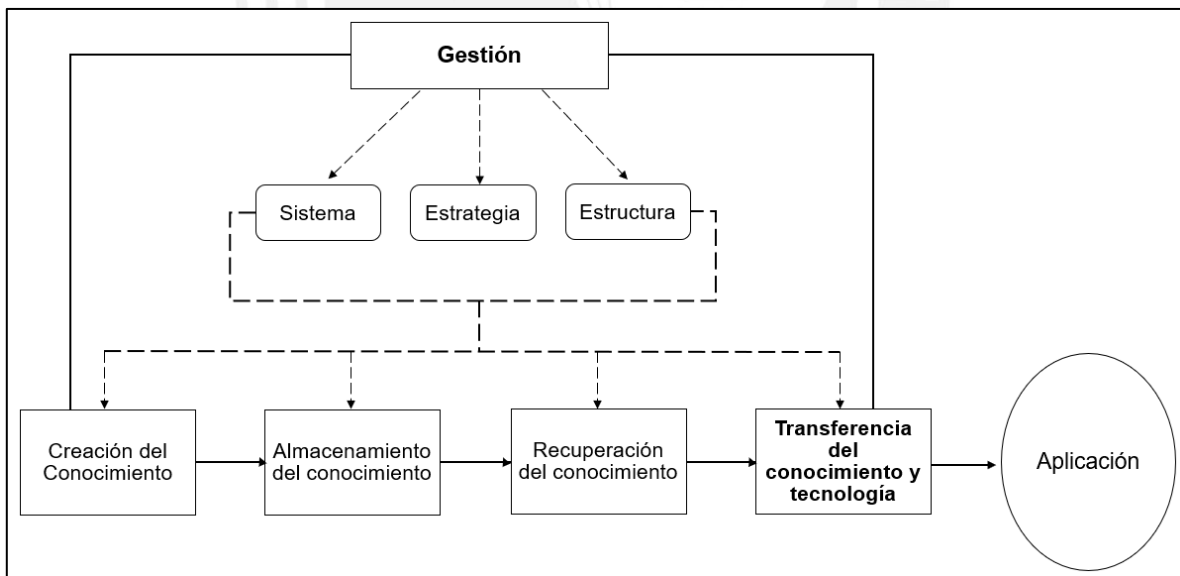 Gestión
Sistema
Estrategia
Estructura
Creación del
Conocimiento
Almacenamiento
del conocimiento
Recuperación
del conocimiento
Transferencia
del
conocimiento y
tecnología
Aplicación